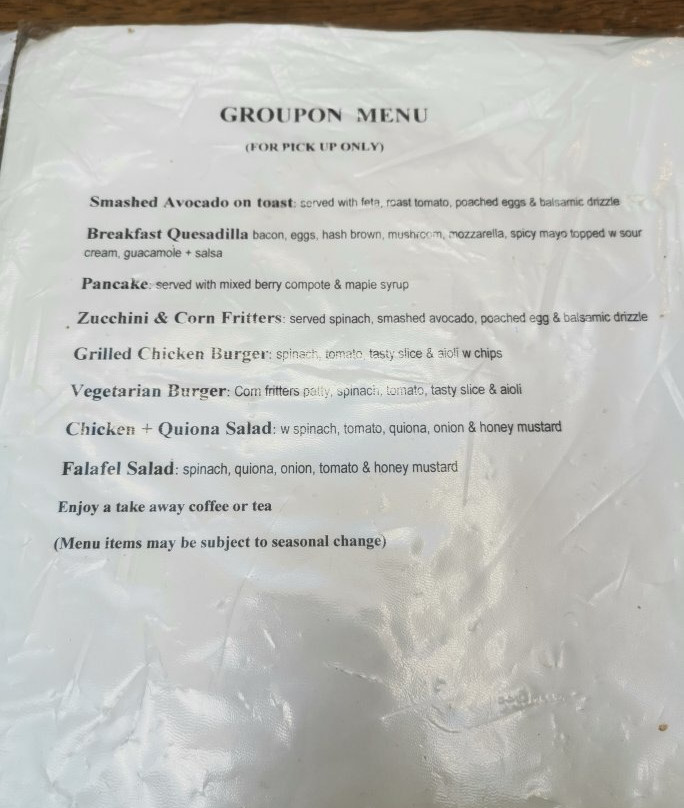 GROUPON MENU
(FOR PICK UP ONLY)
Smashed Avocado on toast: served with feta, roast tomato, poached eggs & balsamic drizzle
Breakfast Quesadilla bacon, eggs, hash brown, mushroom, mozzarella, spicy mayo topped w sour
cream, guacamole + salsa
Pancake: served with mixed berry compote & maple syrup
Zucchini & Corn Fritters: served spinach, smashed avocado, poached egg & balsamic drizzle
Grilled Chicken Burger: spinach, tomato, tasty slice & aioli w chips
Vegetarian Burger: Corn fritters patty, spinach, tomato, tasty slice & aioli
Chicken + Quiona Salad: w spinach, tomato, quiona, onion & honey mustard
Falafel Salad: spinach, quiona, onion, tomato & honey mustard
Enjoy a take away coffee or tea
(Menu items may be subject to seasonal change)